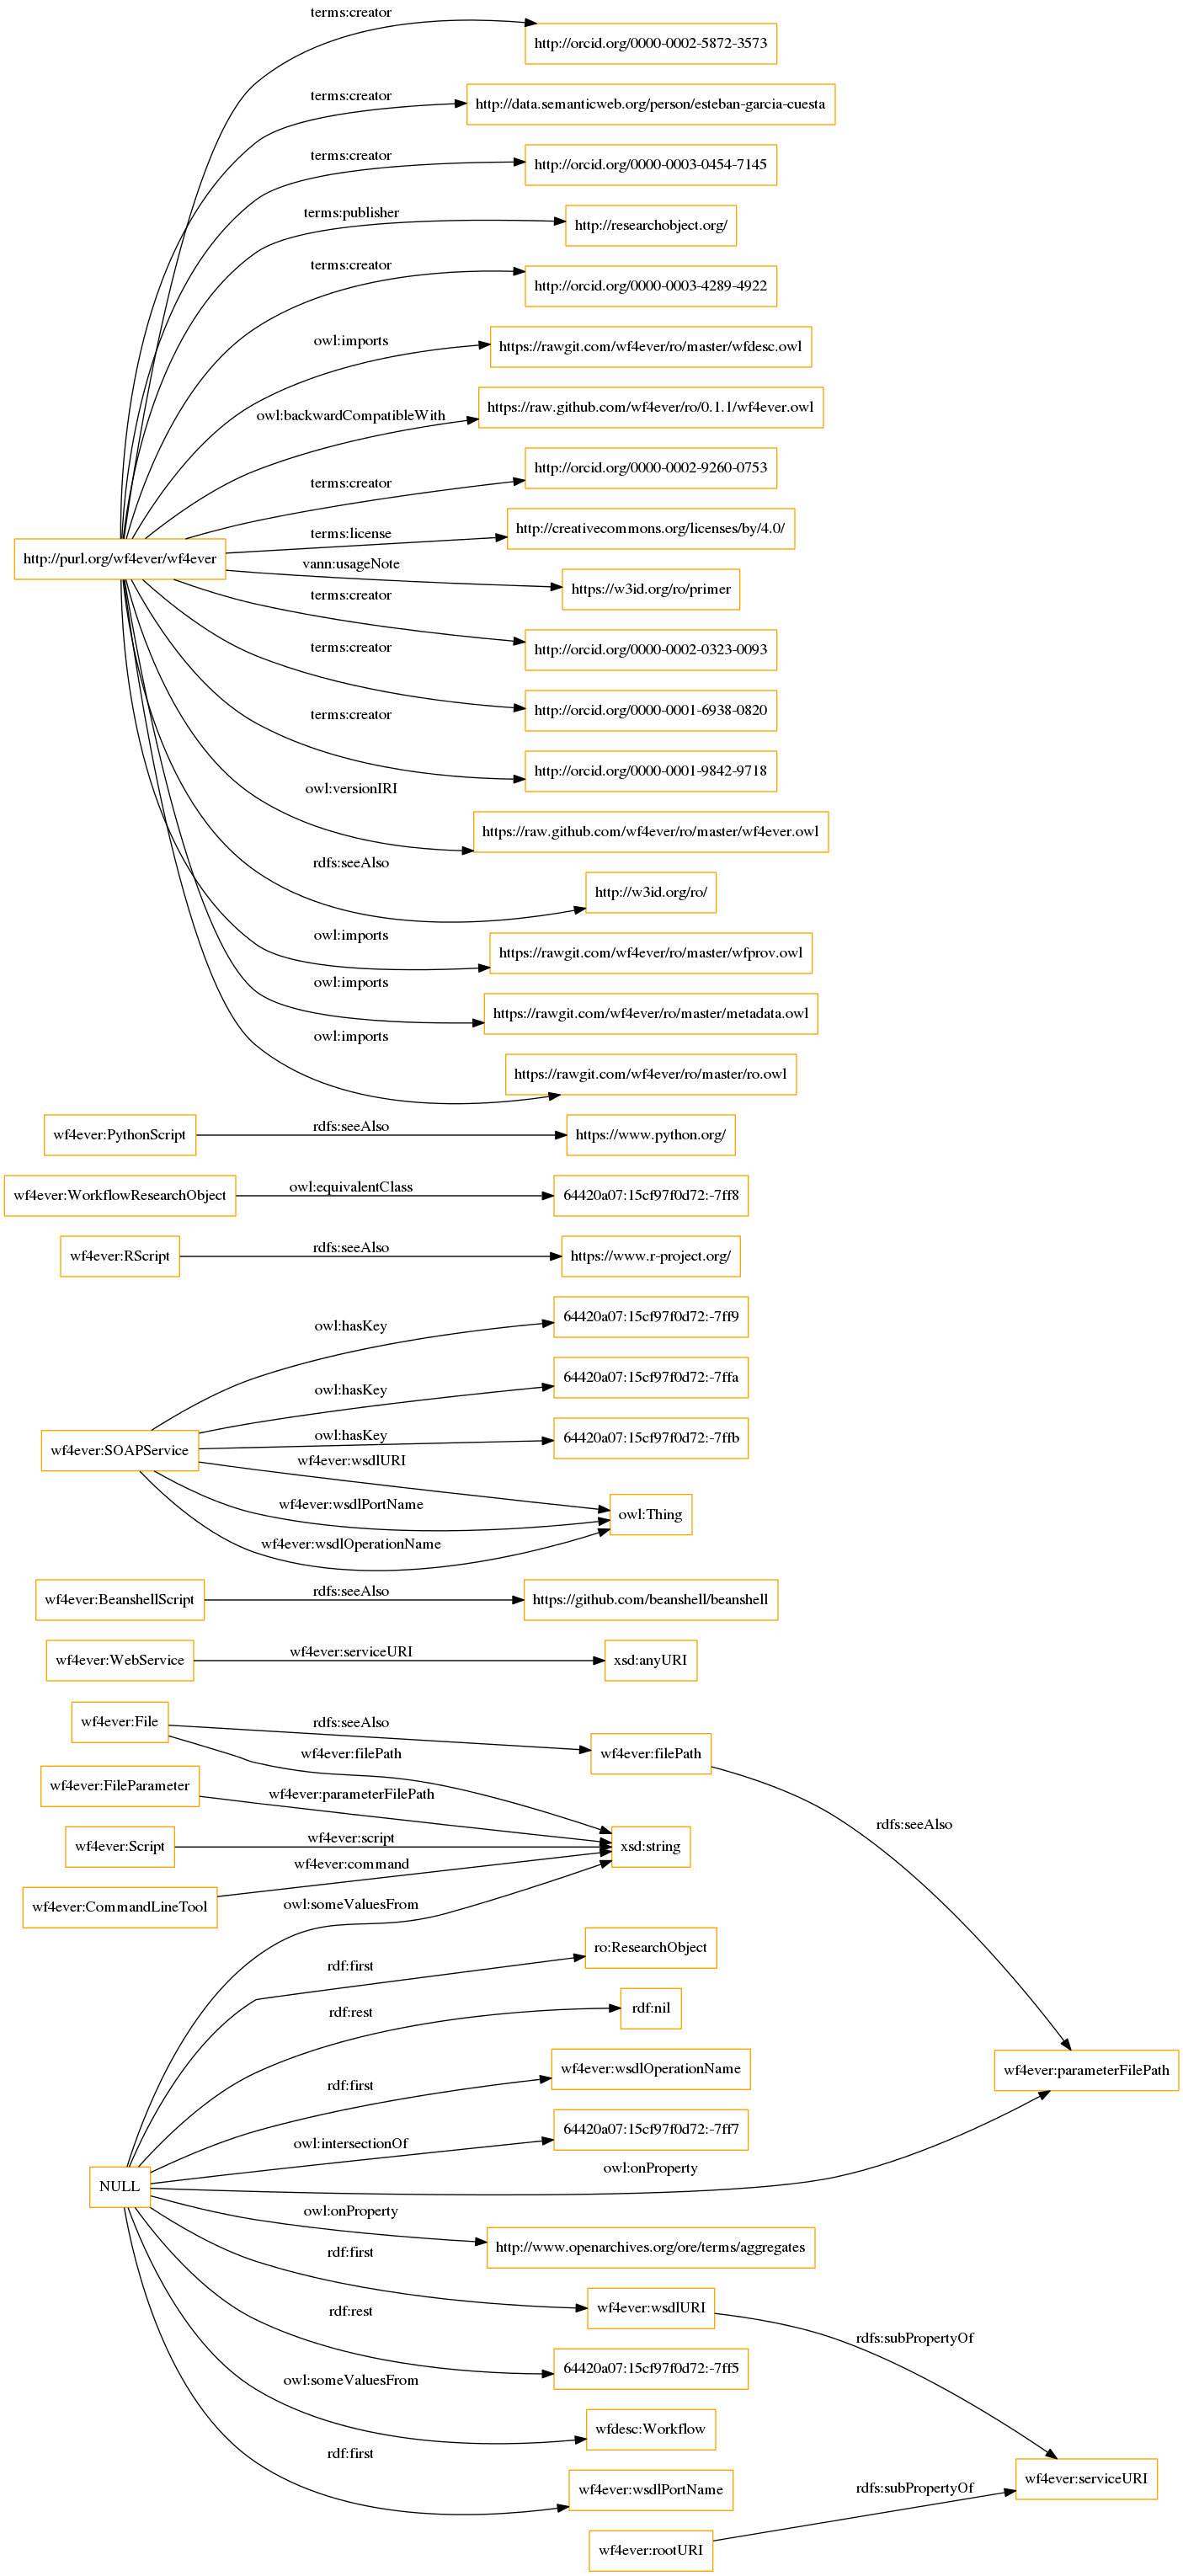 terms:creator
http://orcid.org/0000-0002-5872-3573
terms:creator
http://data.semanticweb.org/person/esteban-garcia-cuesta
terms:creator
http://orcid.org/0000-0003-0454-7145
terms:publisher
http://researchobject.org/
terms:creator
http://orcid.org/0000-0003-4289-4922
owl:imports
https://rawgit.com/wf4ever/ro/master/wfdesc.owl
owl:backwardCompatibleWith
https://raw.github.com/wf4ever/ro/0.1.1/wf4ever.owl
terms:creator
http://orcid.org/0000-0002-9260-0753
terms:license
http://creativecommons.org/licenses/by/4.0/
http://purl.org/wf4ever/wf4ever
vann:usageNote
https://w3id.org/ro/primer
terms:creator
http://orcid.org/0000-0002-0323-0093
terms:creator
http://orcid.org/0000-0001-6938-0820
terms:creator
http://orcid.org/0000-0001-9842-9718
owl:versionIRI
https://raw.github.com/wf4ever/ro/master/wf4ever.owl
rdfs:seeAlso
http://w3id.org/ro/
owl:imports
https://rawgit.com/wf4ever/ro/master/wfprov.owl
owl:imports
https://rawgit.com/wf4ever/ro/master/metadata.owl
owl:imports
https://rawgit.com/wf4ever/ro/master/ro.owl
wf4ever:PythonScript
rdfs:seeAlso
https://www.python.org/
wf4ever:WorkflowResearchObject
owl:equivalentClass
64420a07:15cf97f0d72:-7ff8
wf4ever:RScript
rdfs:seeAlso
https://www.r-project.org/
owl:hasKey
64420a07:15cf97f0d72:-7ff9
owl:hasKey
64420a07:15cf97f0d72:-7ffa
wf4ever:SOAPService
owl:hasKey
64420a07:15cf97f0d72:-7ffb
wf4ever:wsdlURI
wf4ever:wsdlPortName
owl:Thing
wf4ever:wsdlOperationName
wf4ever:BeanshellScript
rdfs:seeAlso
https://github.com/beanshell/beanshell
wf4ever:WebService
wf4ever:serviceURI
xsd:anyURI
wf4ever:File
rdfs:seeAlso
wf4ever:filePath
wf4ever:filePath
wf4ever:FileParameter
wf4ever:parameterFilePath
rdfs:seeAlso
wf4ever:Script
wf4ever:script
xsd:string
wf4ever:command
wf4ever:CommandLineTool
owl:someValuesFrom
rdf:first
ro:ResearchObject
rdf:rest
rdf:nil
wf4ever:parameterFilePath
rdf:first
wf4ever:wsdlOperationName
owl:intersectionOf
64420a07:15cf97f0d72:-7ff7
NULL
owl:onProperty
owl:onProperty
http://www.openarchives.org/ore/terms/aggregates
rdf:first
wf4ever:wsdlURI
rdfs:subPropertyOf
rdf:rest
64420a07:15cf97f0d72:-7ff5
owl:someValuesFrom
wfdesc:Workflow
rdf:first
wf4ever:wsdlPortName
wf4ever:serviceURI
rdfs:subPropertyOf
wf4ever:rootURI